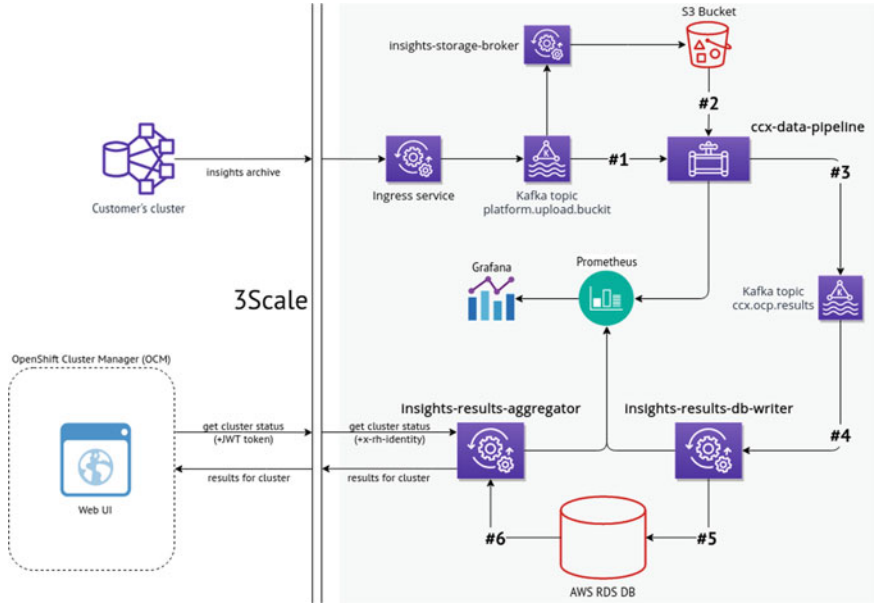 S3 Bucket
insights-storage-broker
#2
ccx-data-pipeline
#1
#3
insights archive
Customer's cluster
Ingress service
Kafka topic
platform.upload.buckit
Grafana
Prometheus
Kafka topic
ccx.ocp.results
3Scale
OpenShift Cluster Manager (OCM)
insights-results-aggregator
insights-results-db-writer
get cluster status
(+JWT token)
get cluster status
(+x-rh-identity)
#4
results for cluster
results for cluster
Web UI
#6
#5
AWS RDS DB